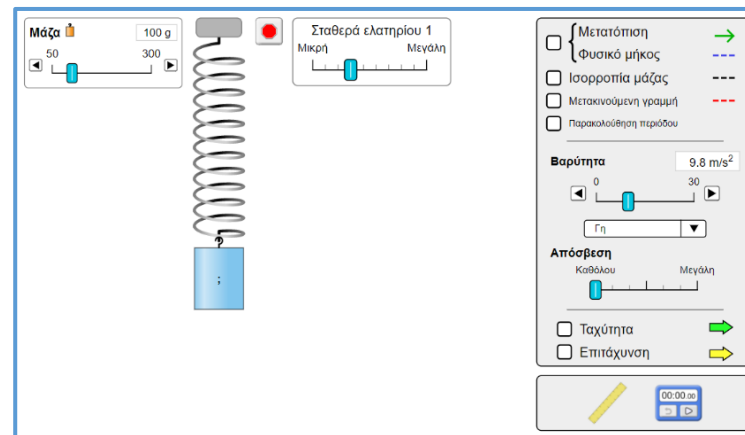 Μάζα 100 g
50 300
Σταθερά ελατηρίου 1
Μικρή Μεγάλη
;
Μετατόπιση
Φυσικό μήκος
Ισορροπία μάζας
Μετακινούμενη γραμμή
Παρακολούθηση περιόδου
Βαρύτητα 9.8 m/s²
0 30
Γη
Απόσβεση
Καθόλου Μεγάλη
Ταχύτητα
Επιτάχυνση
00:00.00